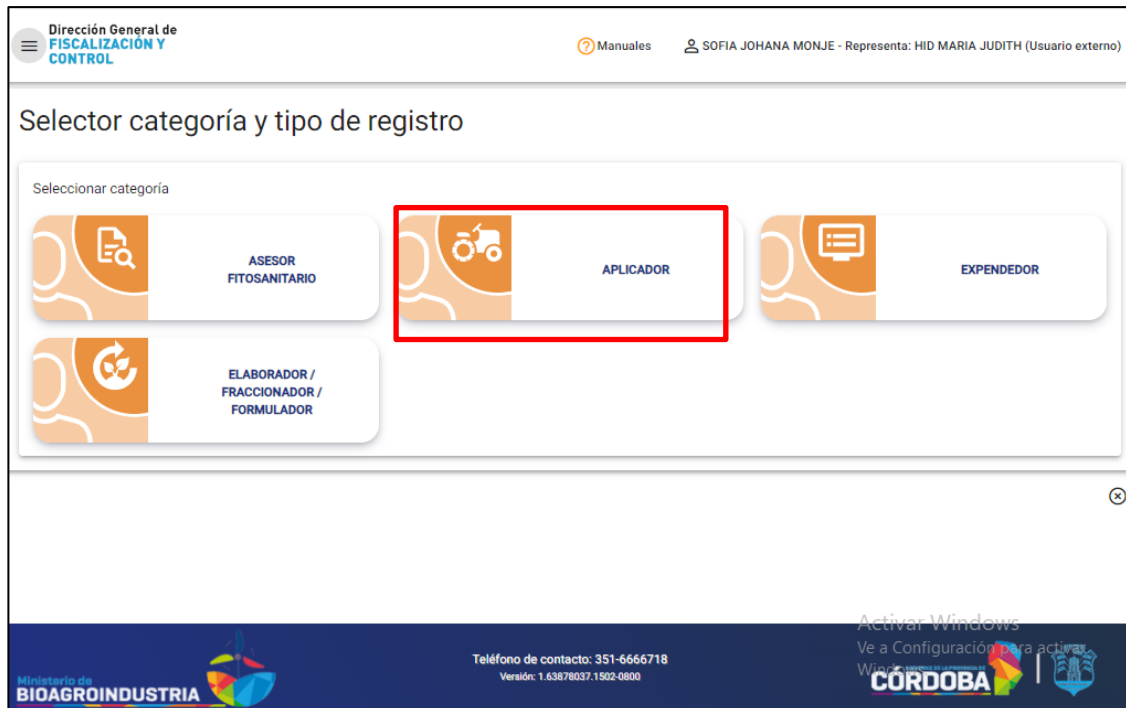 Dirección General de
FISCALIZACIÓN Y
CONTROL
Manuales
SOFIA JOHANA MONJE - Representa: HID MARIA JUDITH (Usuario externo)
Selector categoría y tipo de registro
Seleccionar categoría
ASESOR
FITOSANITARIO
APLICADOR
EXPENDEDOR
ELABORADOR /
FRACCIONADOR /
FORMULADOR
Activar Windows
Ve a Configuración para activar
Windows
Teléfono de contacto: 351-6666718
Versión: 1.63878037.1502-0800
Ministerio de
BIOAGROINDUSTRIA
CÓRDOBA